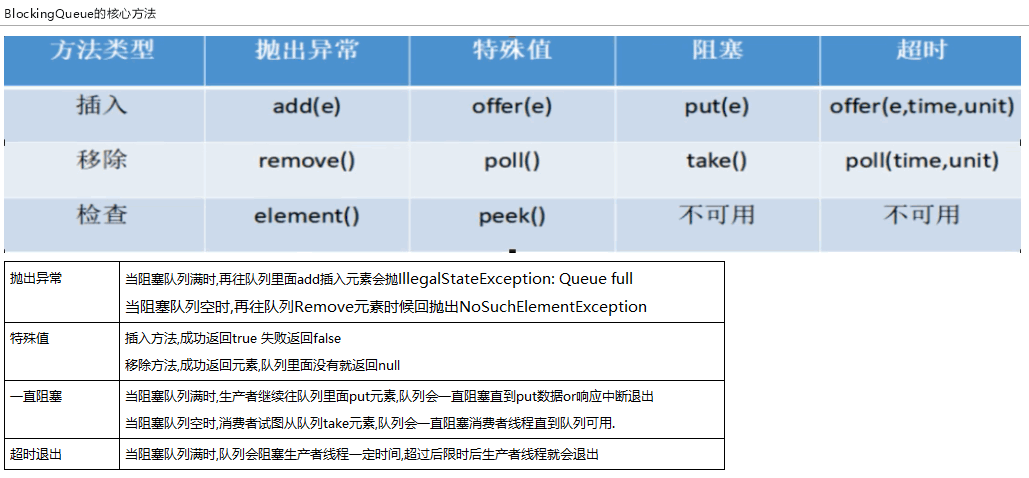 BlockingQueue的核心方法
方法类型 抛出异常 特殊值 阻塞 超时
插入 add(e) offer(e) put(e) offer(e,time,unit)
移除 remove() poll() take() poll(time,unit)
检查 element() peek() 不可用 不可用
抛出异常 当阻塞队列满时,再往队列里面add插入元素会抛IllegalStateException: Queue full
当阻塞队列空时,再往队列Remove元素时候回抛出NoSuchElementException
特殊值 插入方法,成功返回true 失败返回false
移除方法,成功返回元素,队列里面没有就返回null
一直阻塞 当阻塞队列满时,生产者继续往队列里面put元素,队列会一直阻塞直到put数据or响应中断退出
当阻塞队列空时,消费者试图从队列take元素,队列会一直阻塞消费者线程直到队列可用.
超时退出 当阻塞队列满时,队列会阻塞生产者线程一定时间,超过后限时后生产者线程就会退出